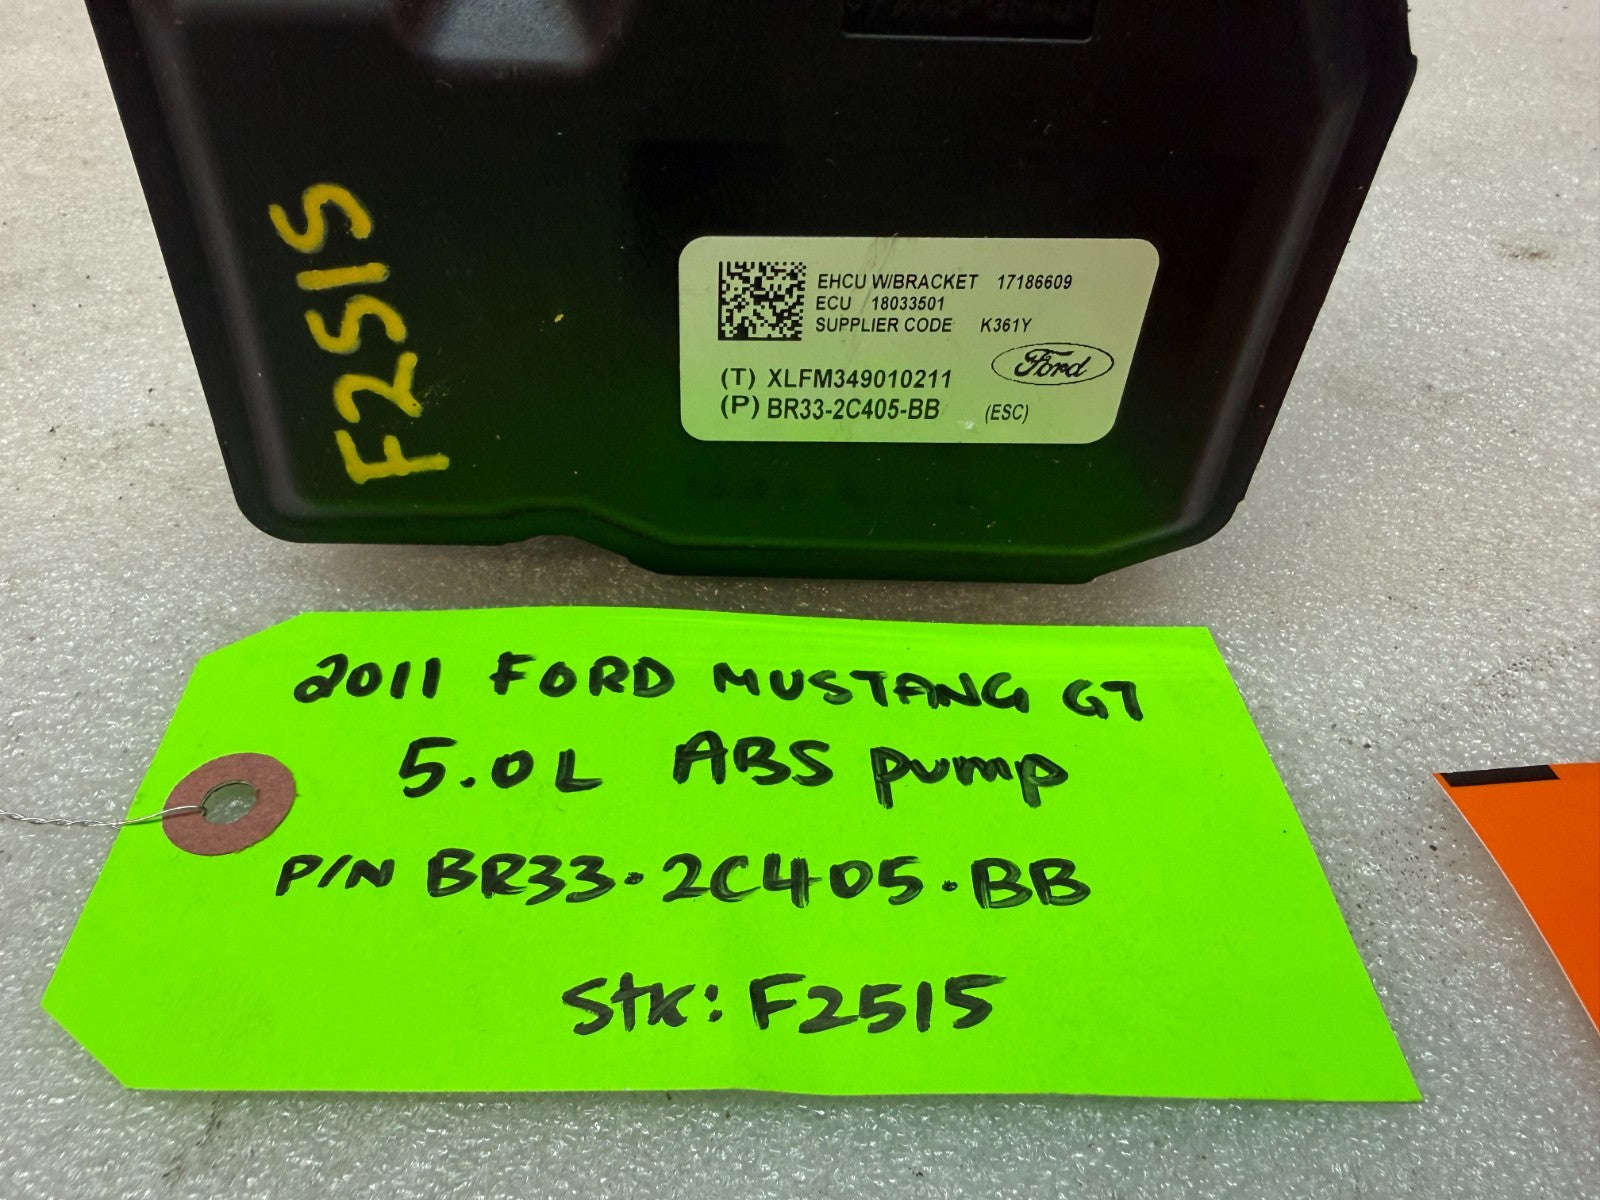 F2515
EHCU W/BRACKET 17186609
ECU 18033501
SUPPLIER CODE K361Y
Ford
(T) XLFM349010211
(P) BR33-2C405-BB (ESC)
2011 FORD MUSTANG GT
5.0L ABS pump
P/N BR33-2C405-BB
Stk: F2515